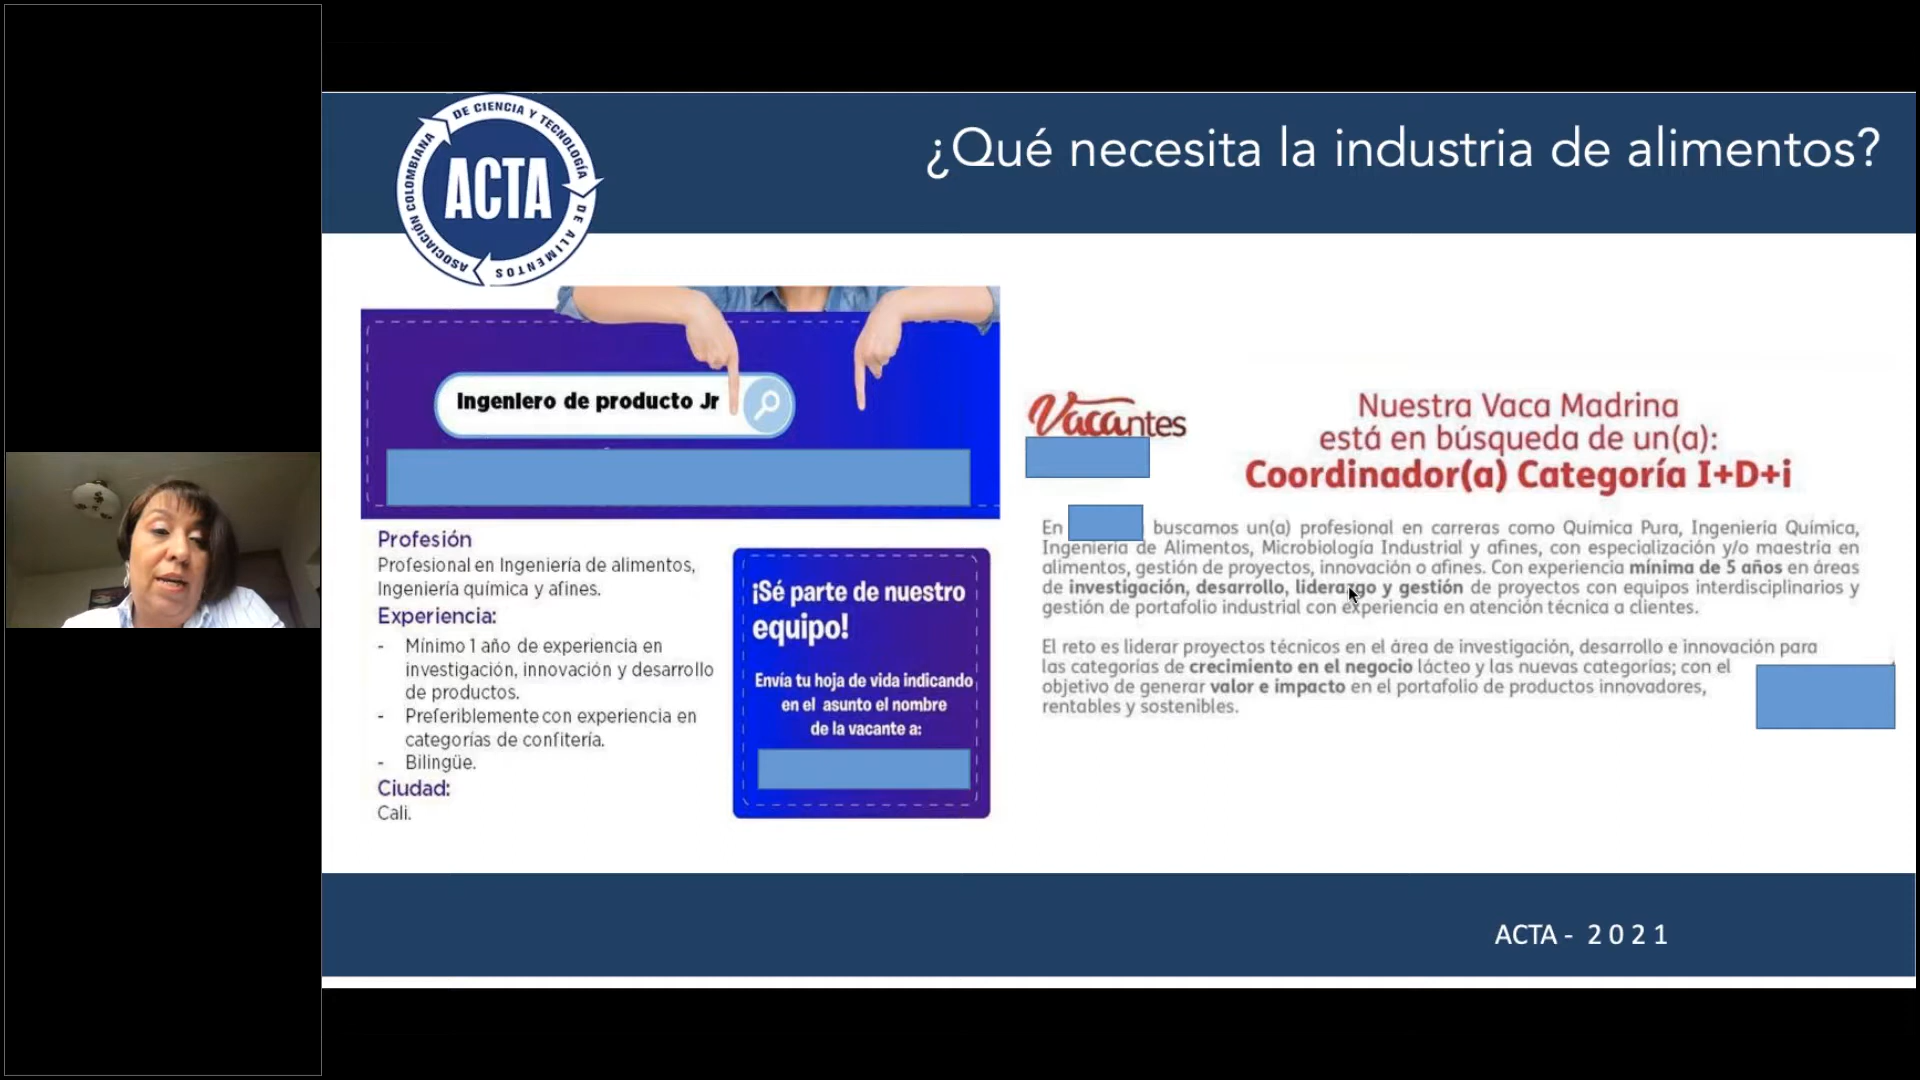 ASOCIACIÓN COLOMBIANA DE CIENCIA Y TECNOLOGÍA DE ALIMENTOS
ACTA
¿Qué necesita la industria de alimentos?
Ingeniero de producto Jr
Profesión
Profesional en Ingeniería de alimentos,
Ingeniería química y afines.
Experiencia:
- Mínimo 1 año de experiencia en
investigación, innovación y desarrollo
de productos.
- Preferiblemente con experiencia en
categorías de confitería.
- Bilingüe.
Ciudad:
Cali.
¡Sé parte de nuestro
equipo!
Envía tu hoja de vida indicando
en el asunto el nombre
de la vacante a:
Vacantes
Nuestra Vaca Madrina
está en búsqueda de un(a):
Coordinador(a) Categoría I+D+i
En buscamos un(a) profesional en carreras como Química Pura, Ingeniería Química,
Ingeniería de Alimentos, Microbiología Industrial y afines, con especialización y/o maestría en
alimentos, gestión de proyectos, innovación o afines. Con experiencia mínima de 5 años en áreas
de investigación, desarrollo, liderazgo y gestión de proyectos con equipos interdisciplinarios y
gestión de portafolio industrial con experiencia en atención técnica a clientes.
El reto es liderar proyectos técnicos en el área de investigación, desarrollo e innovación para
las categorías de crecimiento en el negocio lácteo y las nuevas categorías; con el
objetivo de generar valor e impacto en el portafolio de productos innovadores,
rentables y sostenibles.
ACTA - 2021